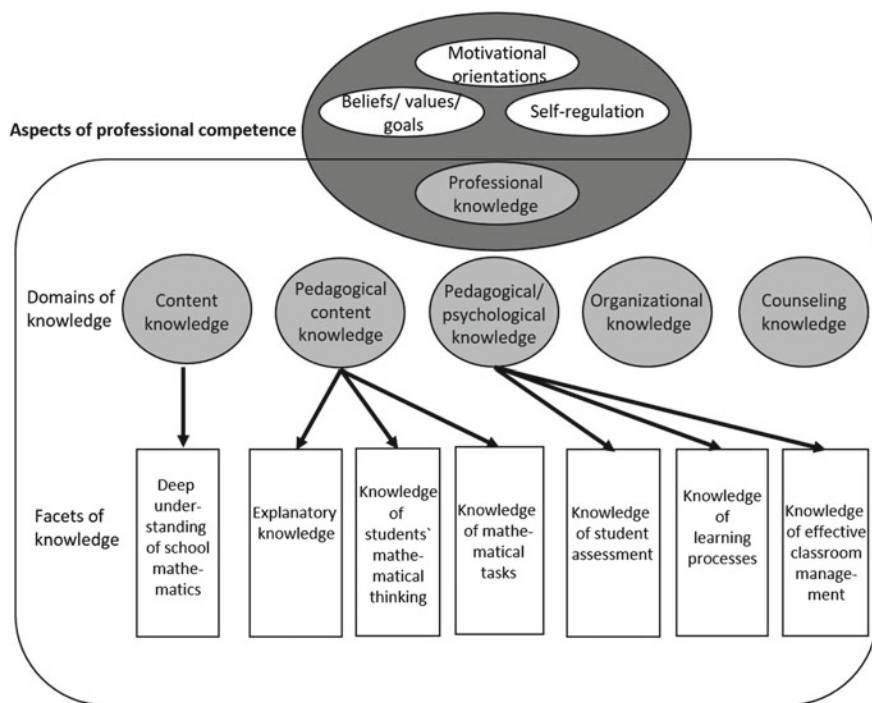 Motivational
orientations
Beliefs/ values/
goals
Self-regulation
Aspects of professional competence
Professional
knowledge
Domains of
knowledge
Content
knowledge
Pedagogical
content
knowledge
Pedagogical/
psychological
knowledge
Organizational
knowledge
Counseling
knowledge
Facets of
knowledge
Deep
under-
standing
of school
mathe-
matics
Explanatory
knowledge
Knowledge
of
students`
mathe-
matical
thinking
Knowledge
of mathe-
matical
tasks
Knowledge
of student
assessment
Knowledge
of
learning
processes
Knowledge
of effective
classroom
manage-
ment